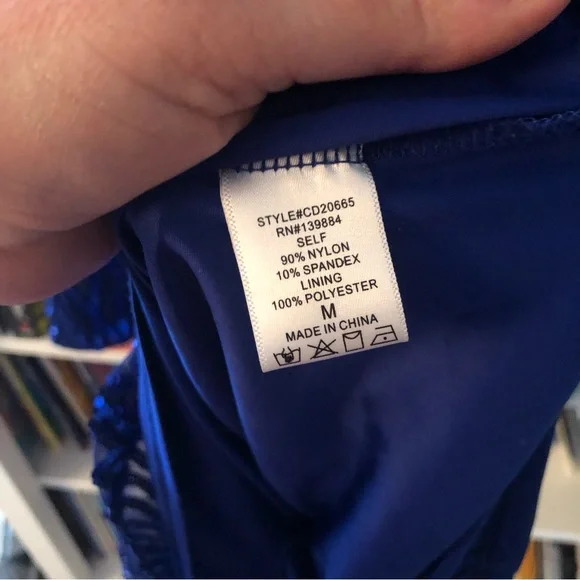 STYLE#CD20665
RN#139884
SELF
90% NYLON
10% SPANDEX
LINING
100% POLYESTER
M
MADE IN CHINA